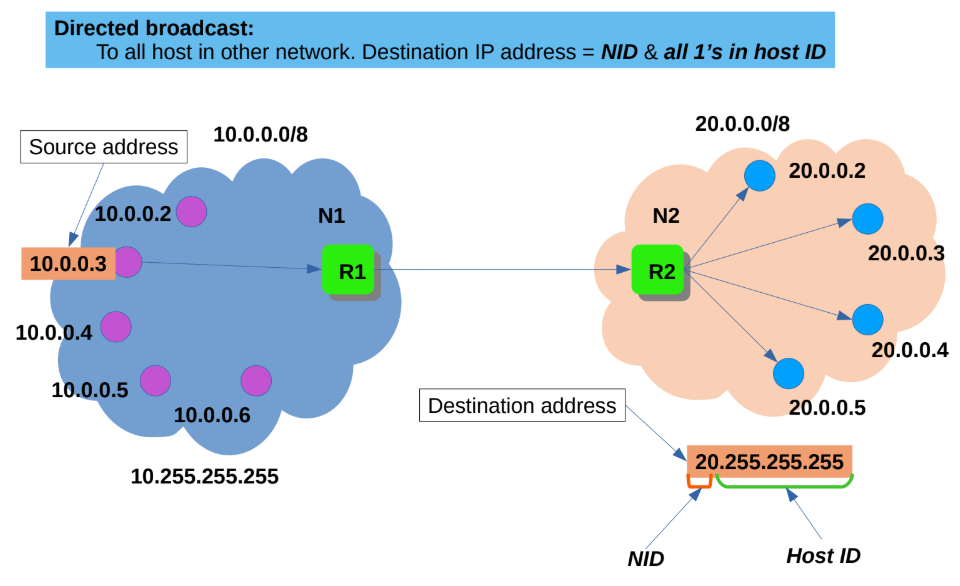 Directed broadcast:
To all host in other network. Destination IP address = NID & all 1’s in host ID
10.0.0.0/8
20.0.0.0/8
Source address
20.0.0.2
10.0.0.2
N1
N2
20.0.0.3
10.0.0.3
R1
R2
10.0.0.4
20.0.0.4
10.0.0.5
10.0.0.6
Destination address
20.0.0.5
10.255.255.255
20.255.255.255
NID
Host ID